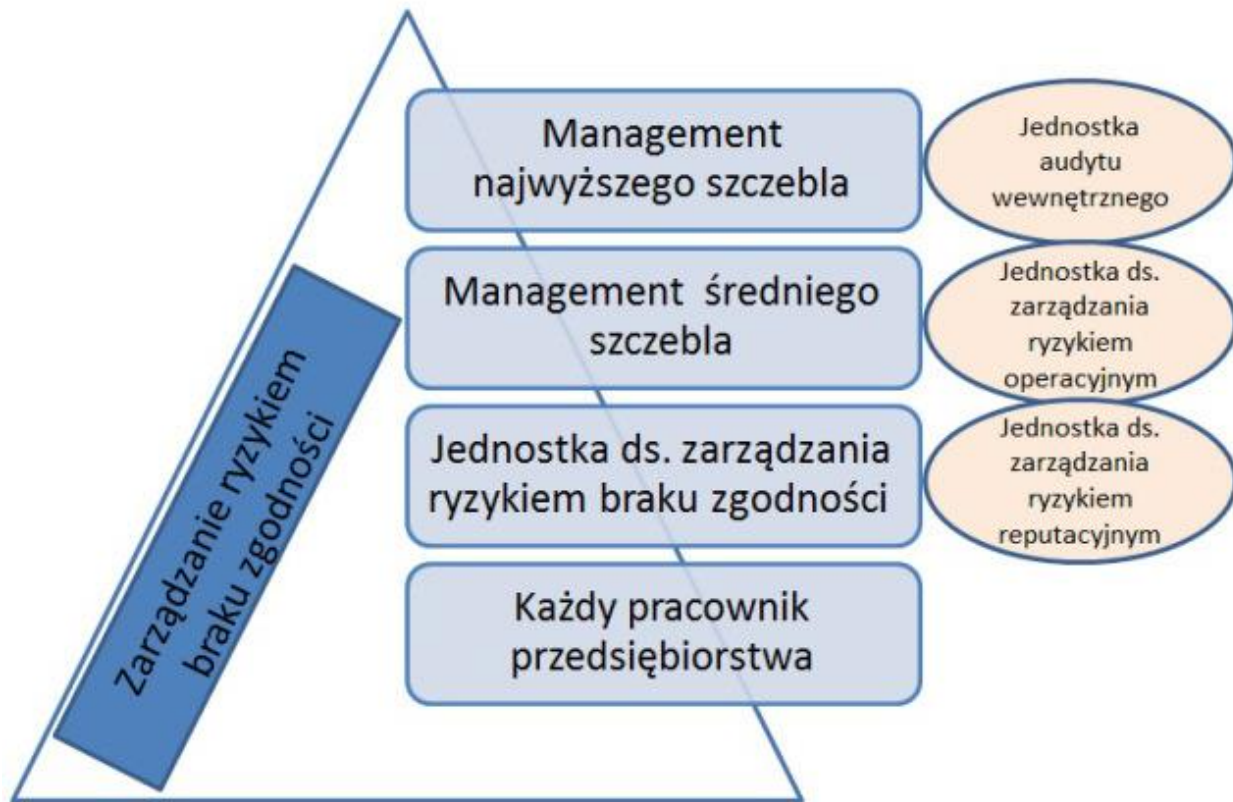 Zarządzanie ryzykiem
braku zgodności
Management
najwyższego szczebla
Jednostka
audytu
wewnętrznego
Management średniego
szczebla
Jednostka ds.
zarządzania
ryzykiem
operacyjnym
Jednostka ds. zarządzania
ryzykiem braku zgodności
Jednostka ds.
zarządzania
ryzykiem
reputacyjnym
Każdy pracownik
przedsiębiorstwa